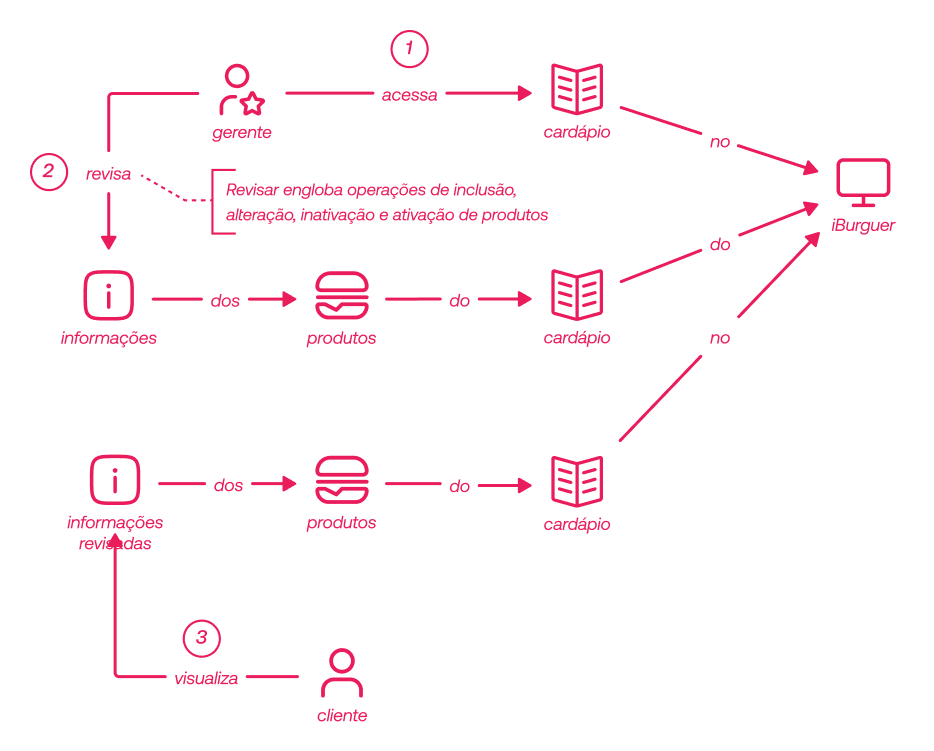 1
acessa
gerente
cardápio
no
iBurguer
2
revisa
Revisar engloba operações de inclusão,
alteração, inativação e ativação de produtos
do
informações
dos
produtos
do
cardápio
no
informações
revisadas
dos
produtos
do
cardápio
3
visualiza
cliente